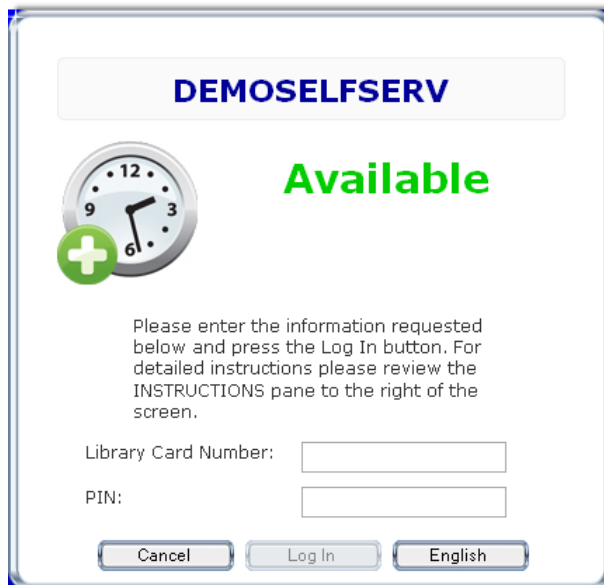 DEMOSELFSERV
Available
12
9
3
6
Please enter the information requested
below and press the Log In button. For
detailed instructions please review the
INSTRUCTIONS pane to the right of the
screen.
Library Card Number:
PIN:
Cancel
Log In
English